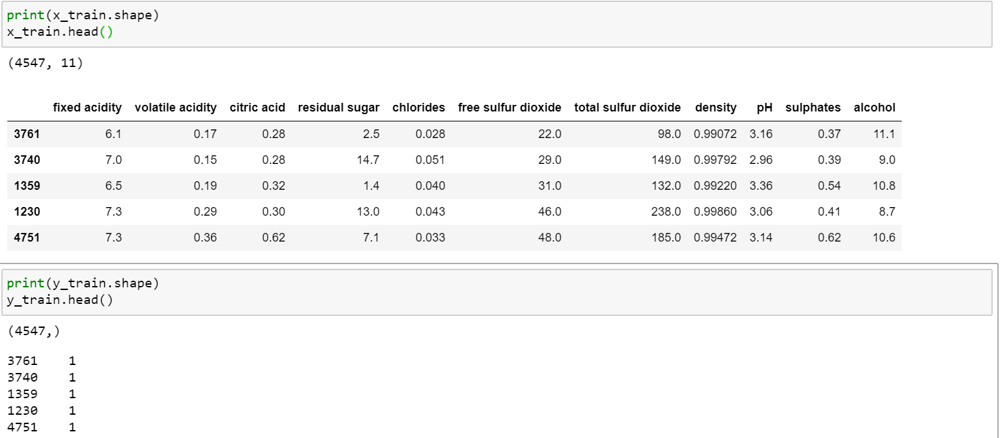 print(x_train.shape)
x_train.head()
(4547, 11)
fixed acidity volatile acidity citric acid residual sugar chlorides free sulfur dioxide total sulfur dioxide density pH sulphates alcohol
3761 6.1 0.17 0.28 2.5 0.028 22.0 98.0 0.99072 3.16 0.37 11.1
3740 7.0 0.15 0.28 14.7 0.051 29.0 149.0 0.99792 2.96 0.39 9.0
1359 6.5 0.19 0.32 1.4 0.040 31.0 132.0 0.99220 3.36 0.54 10.8
1230 7.3 0.29 0.30 13.0 0.043 46.0 238.0 0.99860 3.06 0.41 8.7
4751 7.3 0.36 0.62 7.1 0.033 48.0 185.0 0.99472 3.14 0.62 10.6
print(y_train.shape)
y_train.head()
(4547,)
3761 1
3740 1
1359 1
1230 1
4751 1